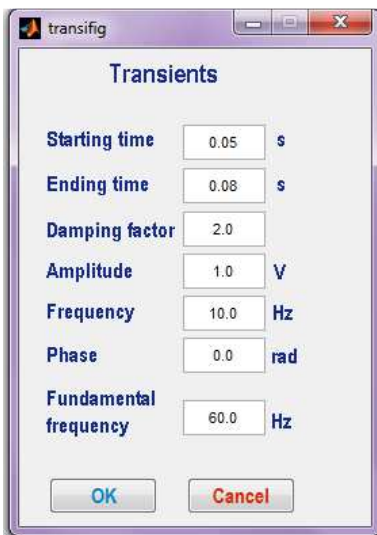 transifig
Transients
Starting time 0.05 s
Ending time 0.08 s
Damping factor 2.0
Amplitude 1.0 V
Frequency 10.0 Hz
Phase 0.0 rad
Fundamental
frequency 60.0 Hz
OK Cancel